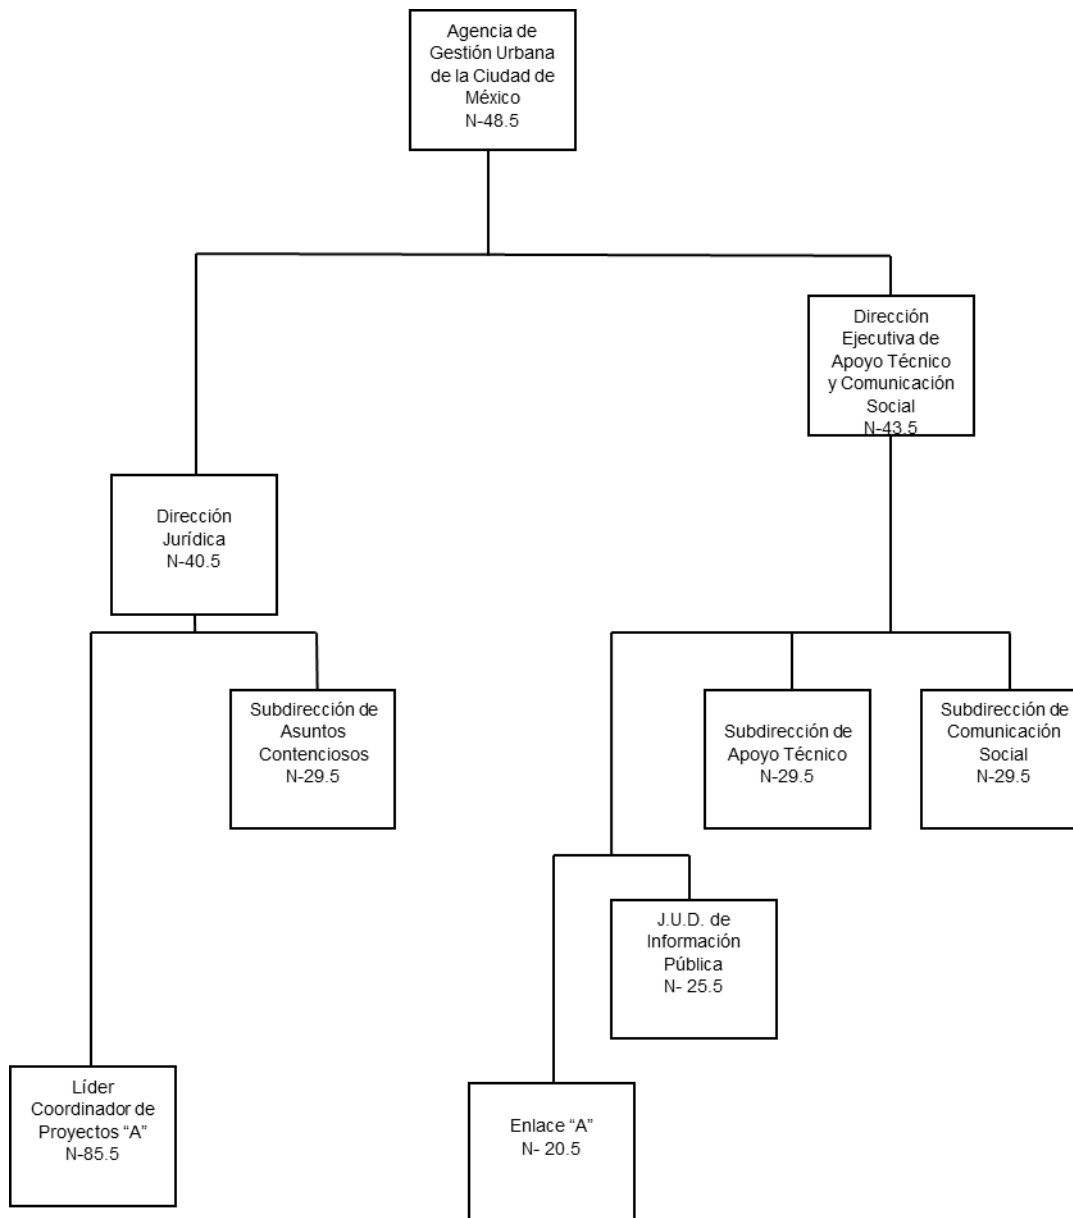 Agencia de
Gestión Urbana
de la Ciudad de
México
N-48.5
Dirección
Ejecutiva de
Apoyo Técnico
y Comunicación
Social
N-43.5
Dirección
Jurídica
N-40.5
Subdirección de
Asuntos
Contenciosos
N-29.5
Subdirección de
Apoyo Técnico
N-29.5
Subdirección de
Comunicación
Social
N-29.5
J.U.D. de
Información
Pública
N- 25.5
Líder
Coordinador de
Proyectos “A”
N-85.5
Enlace “A”
N- 20.5